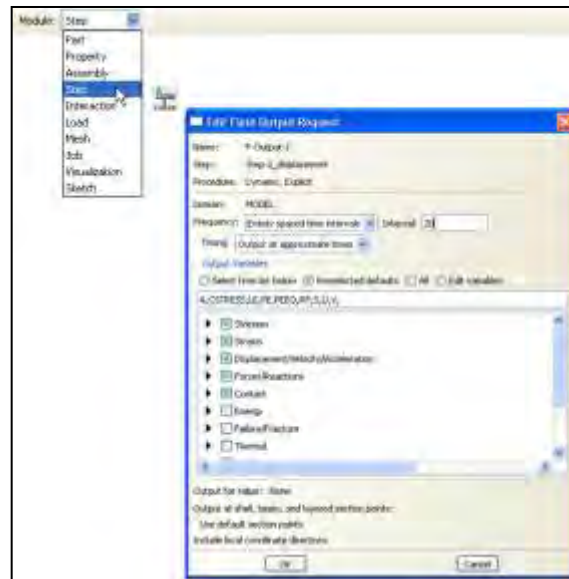 Module: Step
Part
Property
Assembly
Step
Interaction
Load
Mesh
Job
Visualization
Sketch
Edit Field Output Request
Name: F-Output-1
Step: Step-1_displacement
Procedure: Dynamic, Explicit
Domain: MODEL
Frequency: Evenly spaced time intervals Interval: 20
Timing: Output at approximate times
Output Variables
Select from list below Preselected defaults All Edit variables
A,CSTRESS,LE,PE,PEEQ,RF,S,U,V,
Stresses
Strains
Displacement/Velocity/Acceleration
Forces/Reactions
Contact
Energy
Failure/Fracture
Thermal
Output for rebar: None
Output at shell, beam, and layered section points:
Use default section points
Include local coordinate directions
OK Cancel